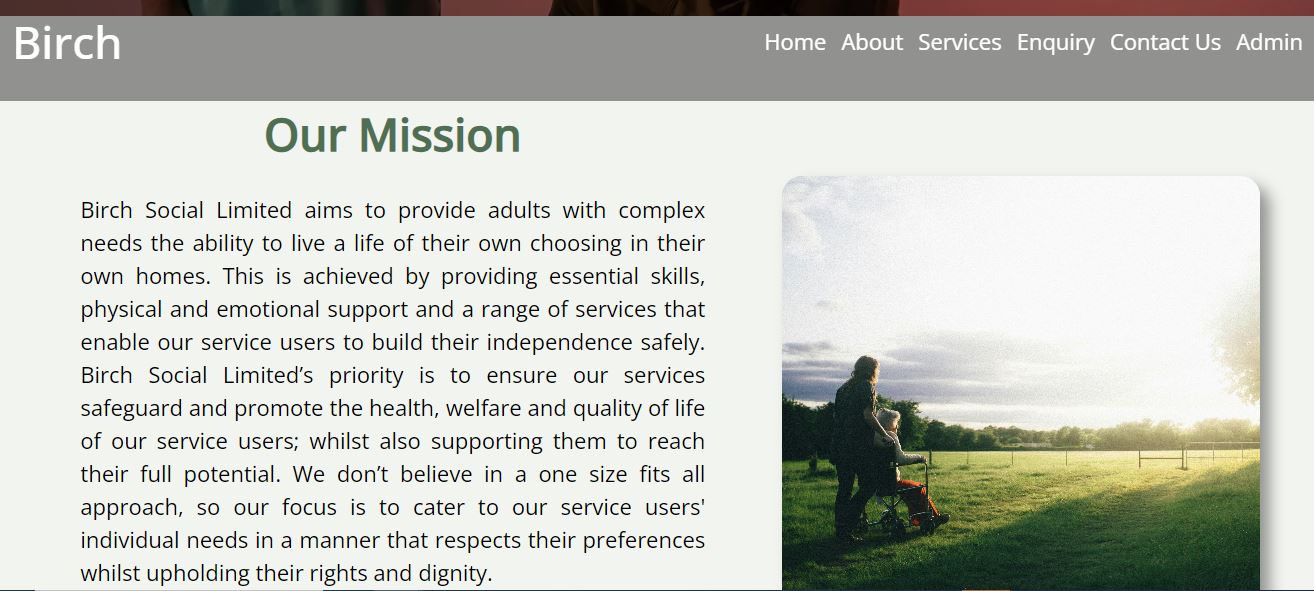 Birch
Home About Services Enquiry Contact Us Admin
Our Mission
Birch Social Limited aims to provide adults with complex
needs the ability to live a life of their own choosing in their
own homes. This is achieved by providing essential skills,
physical and emotional support and a range of services that
enable our service users to build their independence safely.
Birch Social Limited’s priority is to ensure our services
safeguard and promote the health, welfare and quality of life
of our service users; whilst also supporting them to reach
their full potential. We don’t believe in a one size fits all
approach, so our focus is to cater to our service users'
individual needs in a manner that respects their preferences
whilst upholding their rights and dignity.